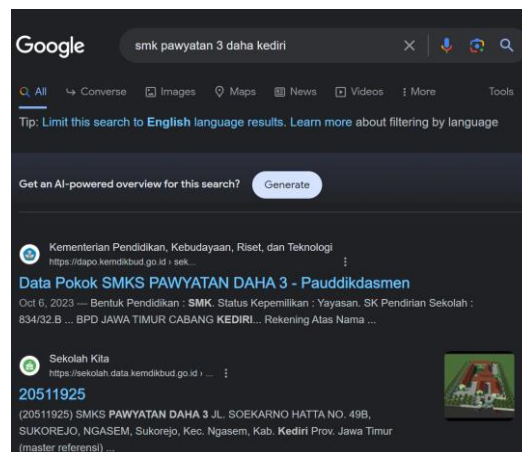 Google
smk pawyatan 3 daha kediri
All
Converse
Images
Maps
News
Videos
More
Tools
Tip: Limit this search to English language results. Learn more about filtering by language
Get an AI-powered overview for this search?
Generate
Kementerian Pendidikan, Kebudayaan, Riset, dan Teknologi
https://dapo.kemdikbud.go.id › sek...
Data Pokok SMKS PAWYATAN DAHA 3 - Pauddikdasmen
Oct 6, 2023 — Bentuk Pendidikan : SMK. Status Kepemilikan : Yayasan. SK Pendirian Sekolah :
834/32.B ... BPD JAWA TIMUR CABANG KEDIRI... Rekening Atas Nama ...
Sekolah Kita
https://sekolah.data.kemdikbud.go.id › ...
20511925
(20511925) SMKS PAWYATAN DAHA 3 JL. SOEKARNO HATTA NO. 49B,
SUKOREJO, NGASEM, Sukorejo, Kec. Ngasem, Kab. Kediri Prov. Jawa Timur
(master referensi) ...